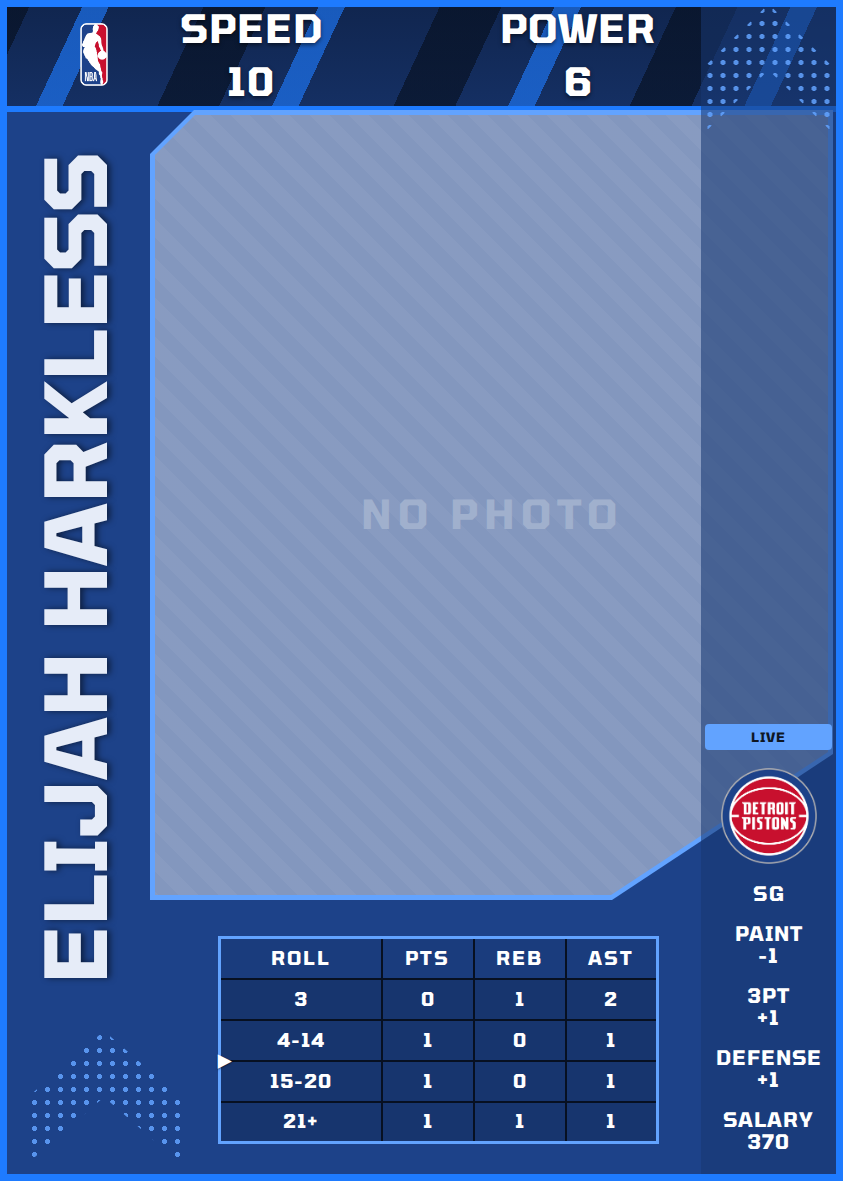 SPEED
10
POWER
6
NBA
ELIJAH HARKLESS
NO PHOTO
LIVE
DETROIT
PISTONS
SG
PAINT
-1
3PT
+1
DEFENSE
+1
SALARY
370
ROLL PTS REB AST
3 0 1 2
4-14 1 0 1
15-20 1 0 1
21+ 1 1 1